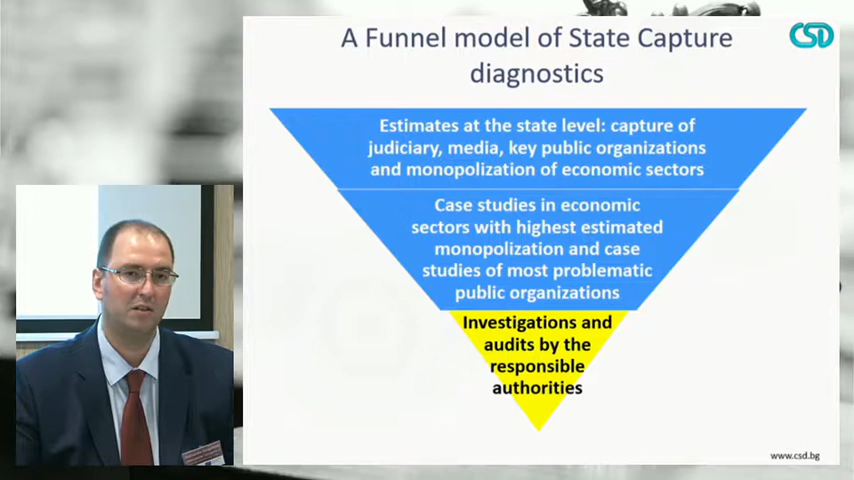 A Funnel model of State Capture
diagnostics
CSD
Estimates at the state level: capture of
judiciary, media, key public organizations
and monopolization of economic sectors
Case studies in economic
sectors with highest estimated
monopolization and case
studies of most problematic
public organizations
Investigations and
audits by the
responsible
authorities
www.csd.bg